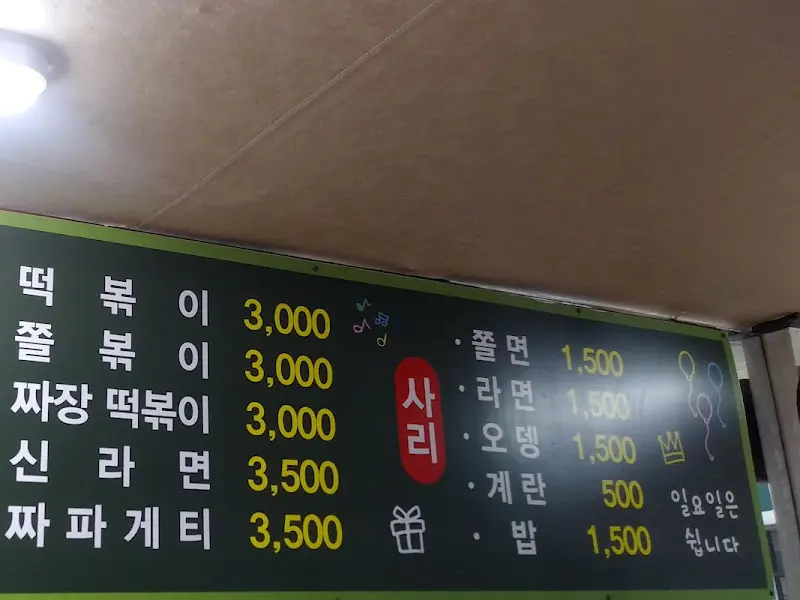 떡볶이 3,000
쫄볶이 3,000
짜장 떡볶이 3,000
신라면 3,500
짜파게티 3,500
사리
· 쫄면 1,500
· 라면 1,500
· 오뎅 1,500
· 계란 500
· 밥 1,500
일요일은
쉽니다